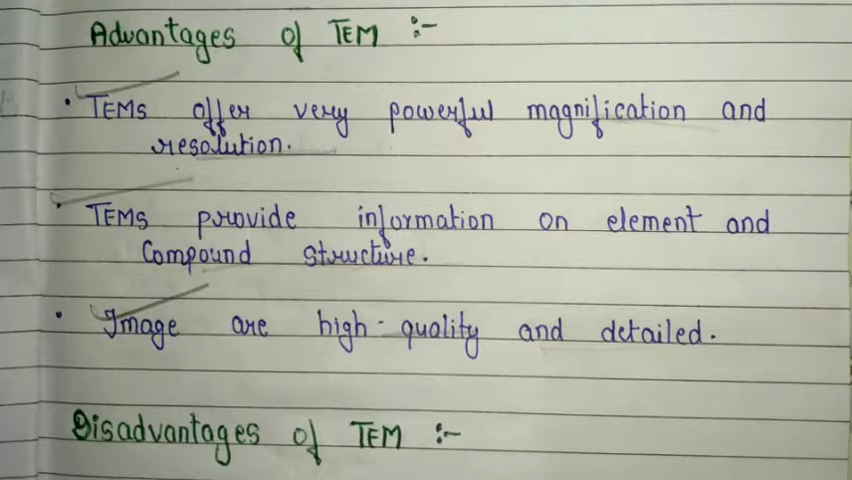 Advantages of TEM :-
• TEMs offer very powerful magnification and
resolution.
• TEMs provide information on element and
Compound structure.
• Image are high-quality and detailed.
Disadvantages of TEM :-